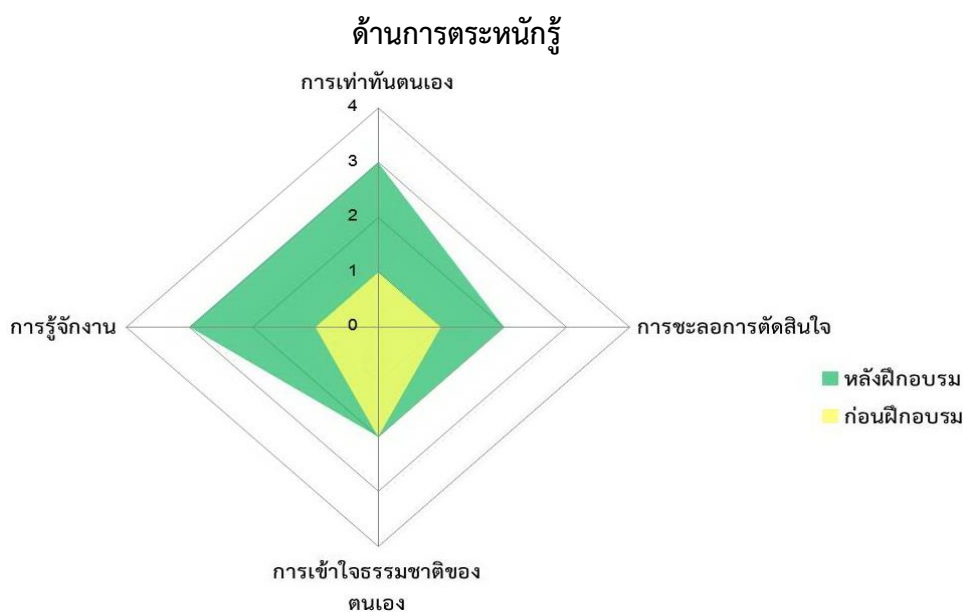 ด้านการตระหนักรู้
การเท่าทันตนเอง
4
3
2
1
0
การรู้จักงาน
การชะลอการตัดสินใจ
หลังฝึกอบรม
ก่อนฝึกอบรม
การเข้าใจธรรมชาติของ
ตนเอง